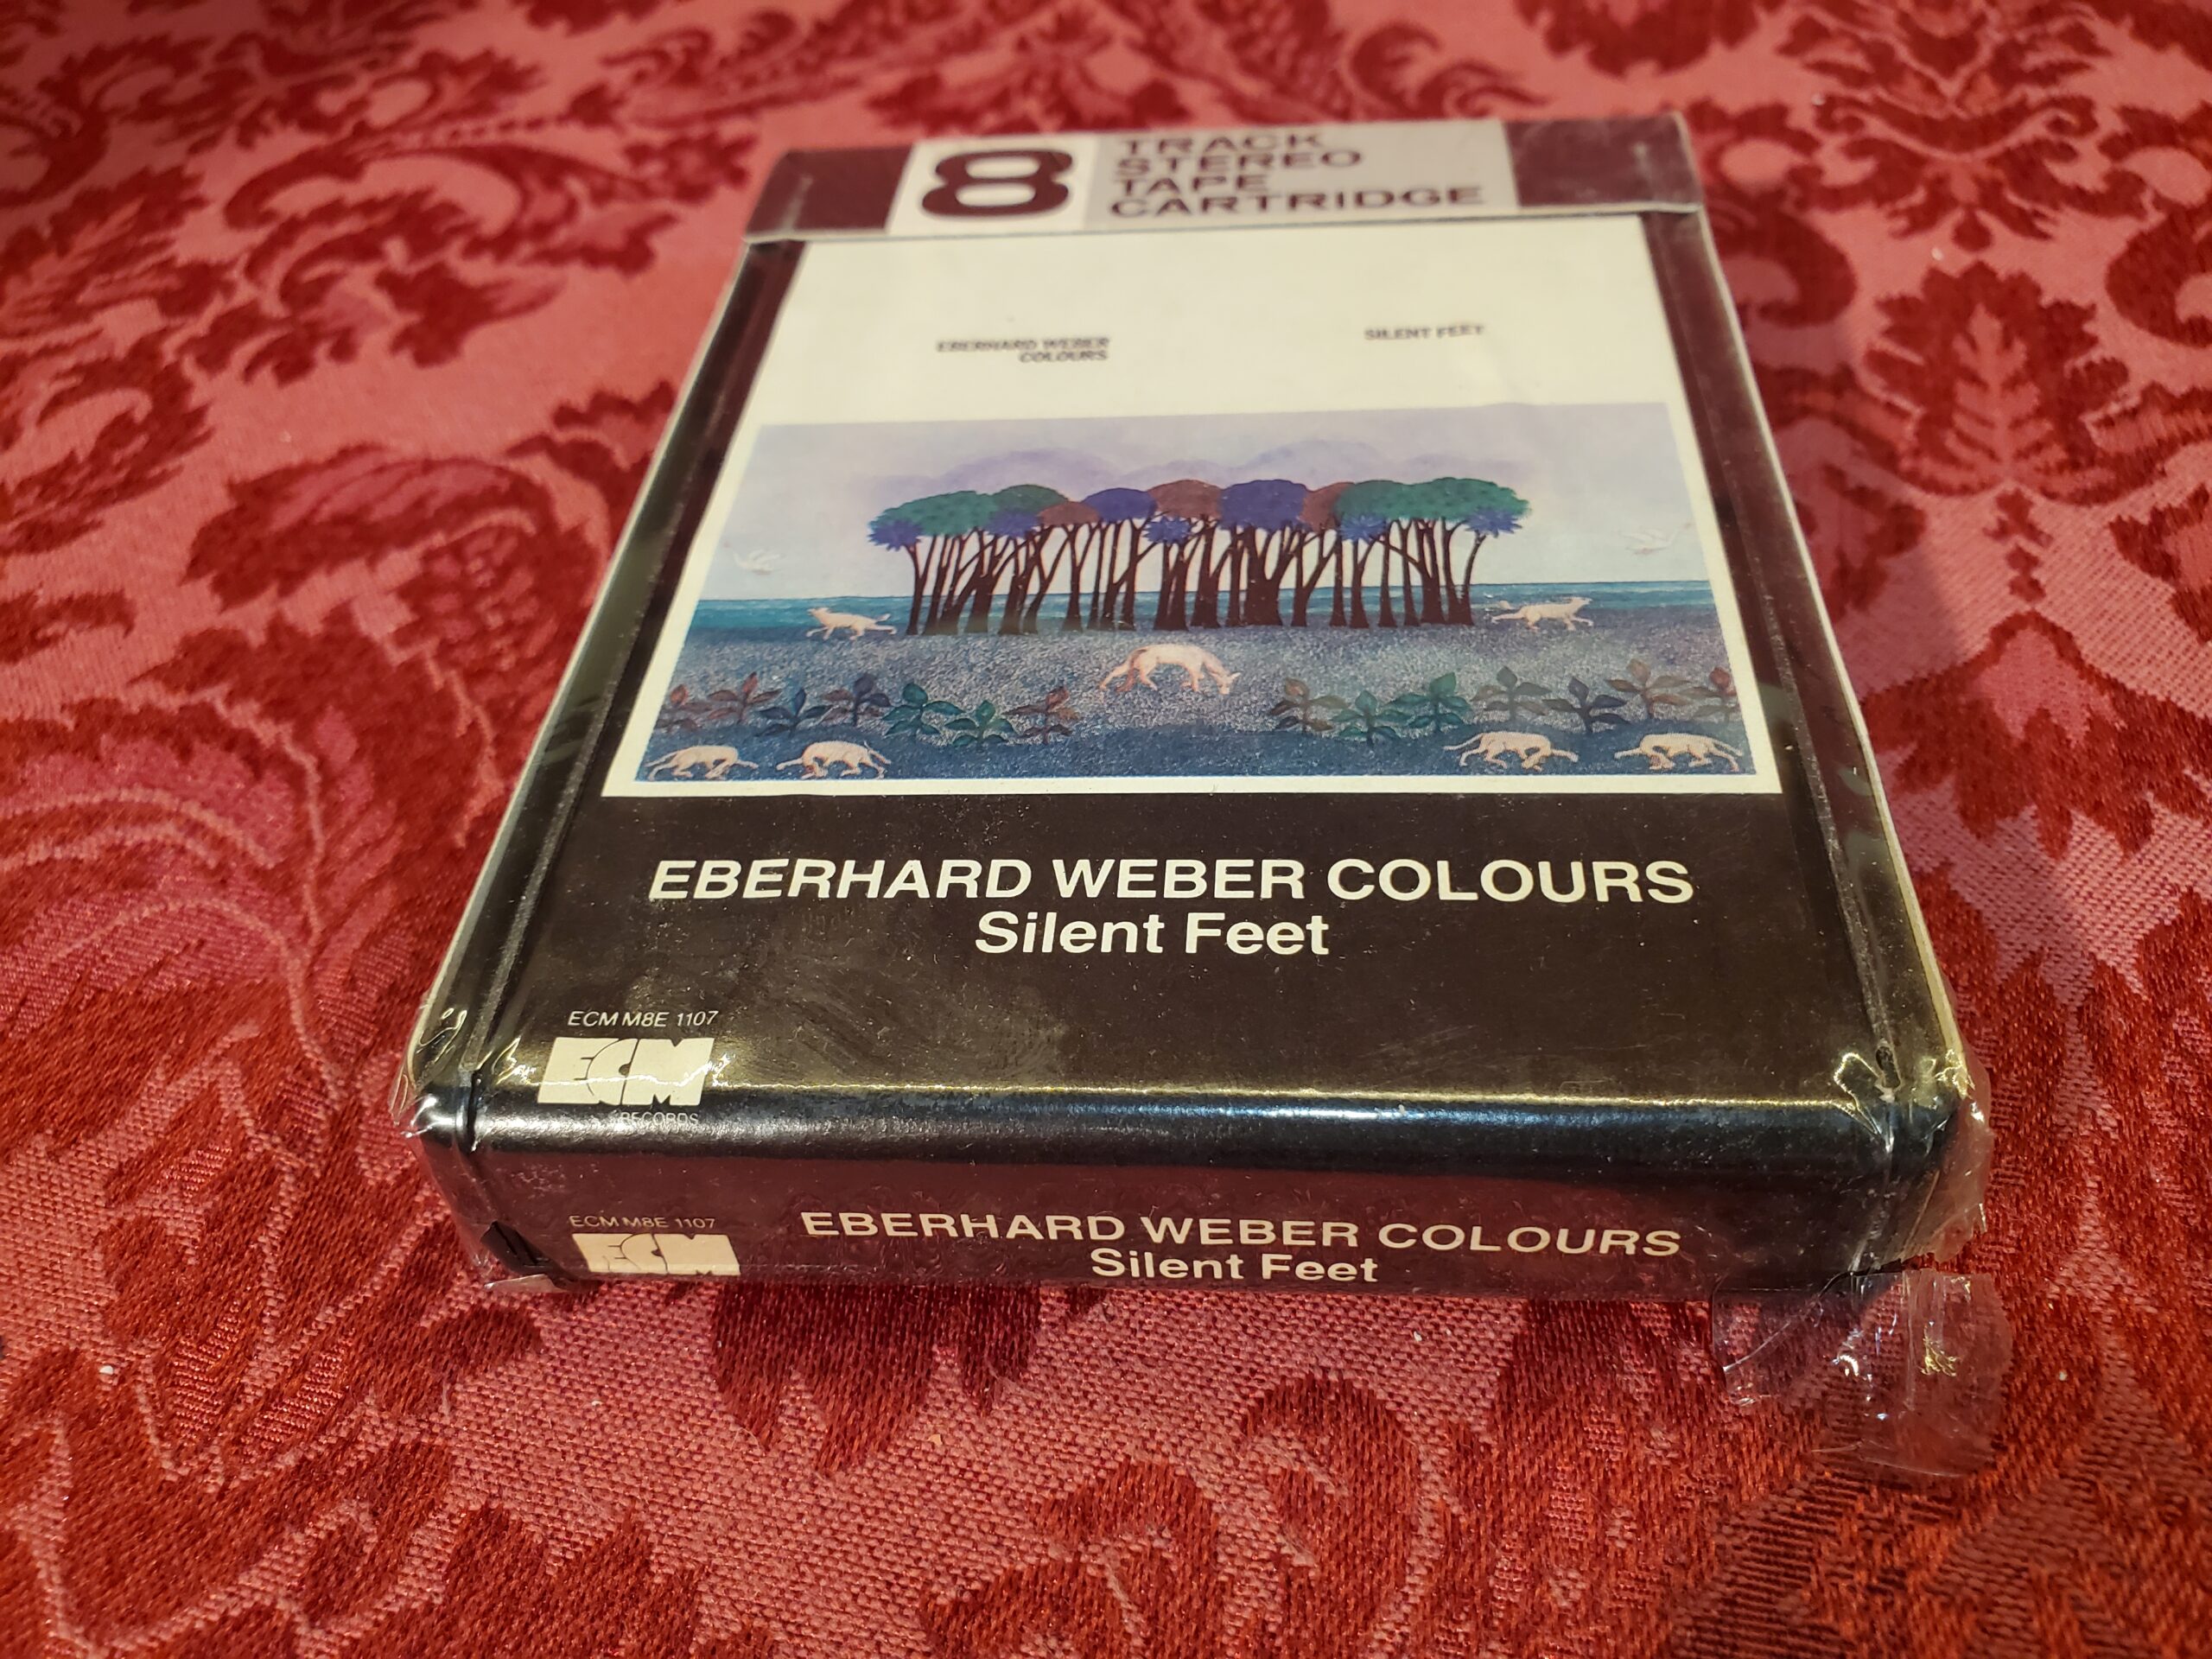 8
TRACK
STEREO
TAPE
CARTRIDGE
EBERHARD WEBER
COLOURS
SILENT FEET
EBERHARD WEBER COLOURS
Silent Feet
ECM M8E 1107
ECM
RECORDS
ECM M8E 1107
ECM
EBERHARD WEBER COLOURS
Silent Feet